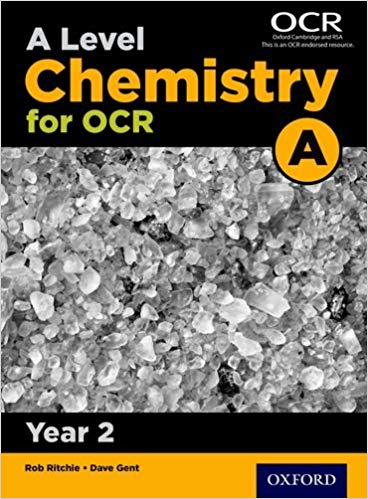 OCR
Oxford Cambridge and RSA
This is an OCR endorsed resource.
A Level
Chemistry
for OCR
A
Year 2
Rob Ritchie • Dave Gent
OXFORD